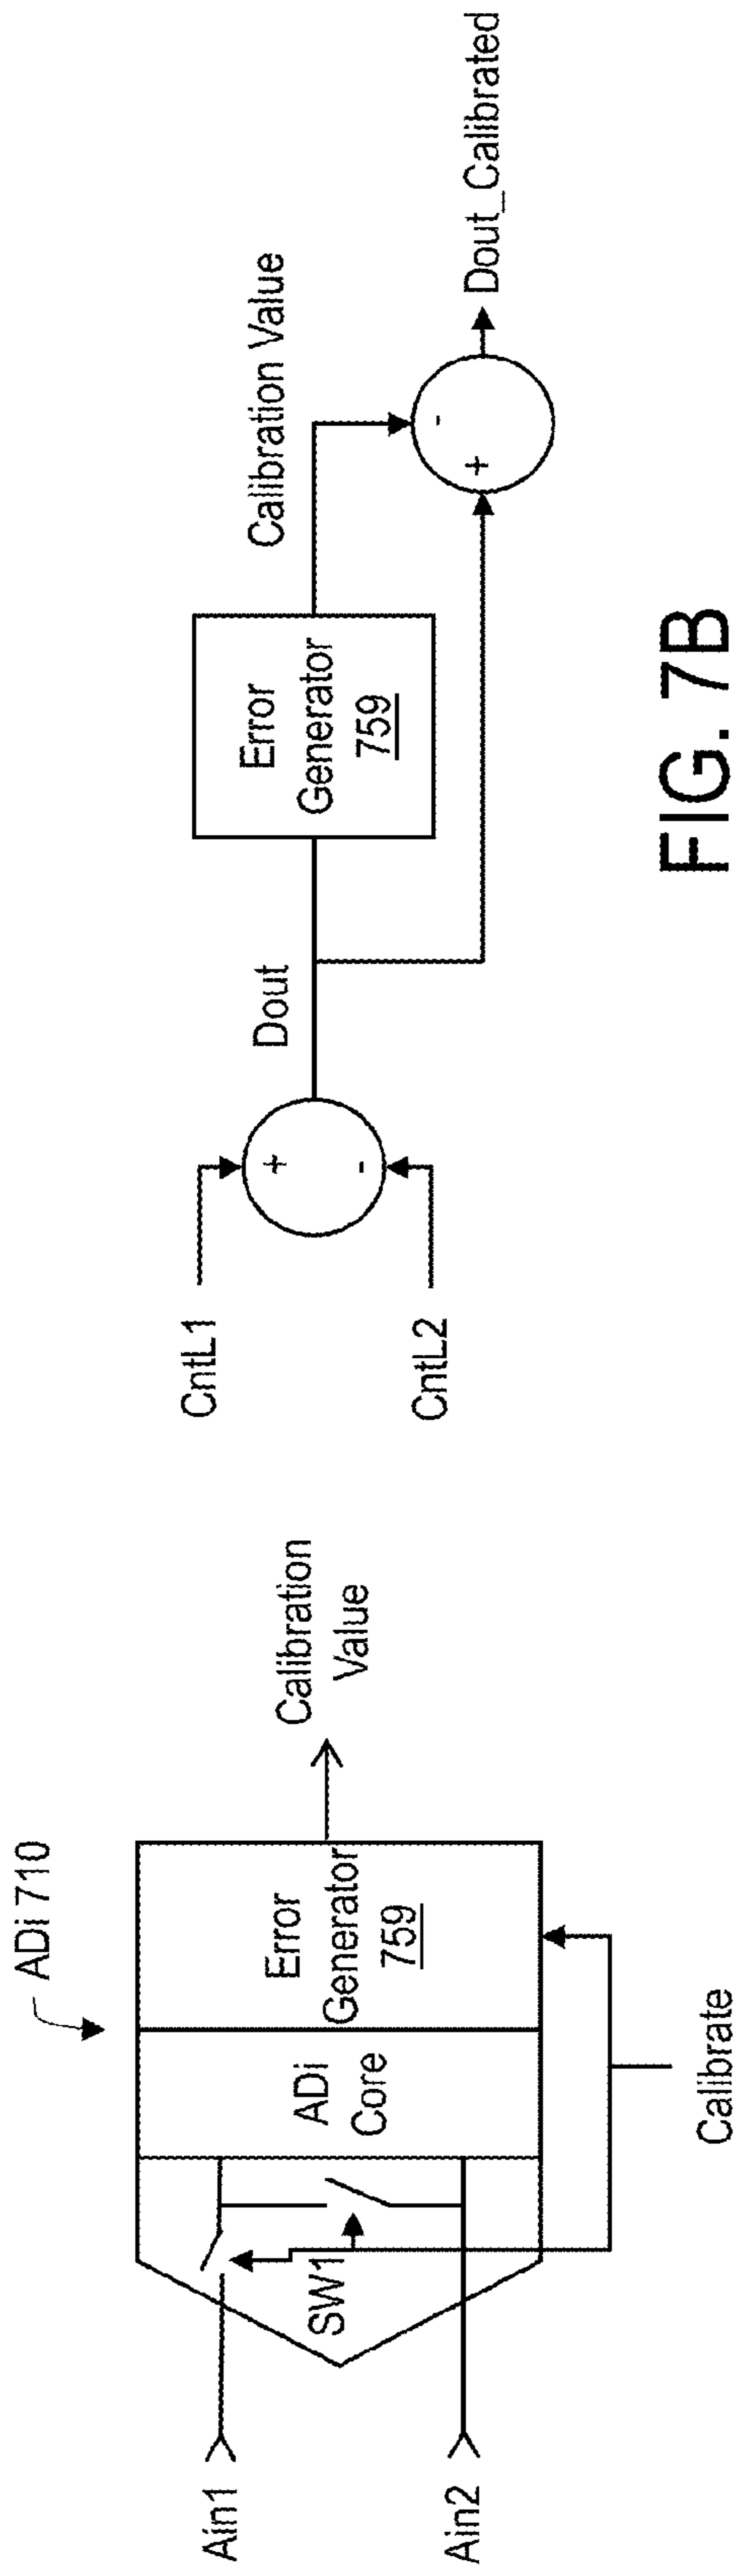 ADi 710
Ain1
Ain2
SW1
ADi
Core
Error
Generator
759
Calibration
Value
Calibrate
CntL1
CntL2
+
-
Dout
Error
Generator
759
Calibration Value
-
+
Dout_Calibrated
FIG. 7B